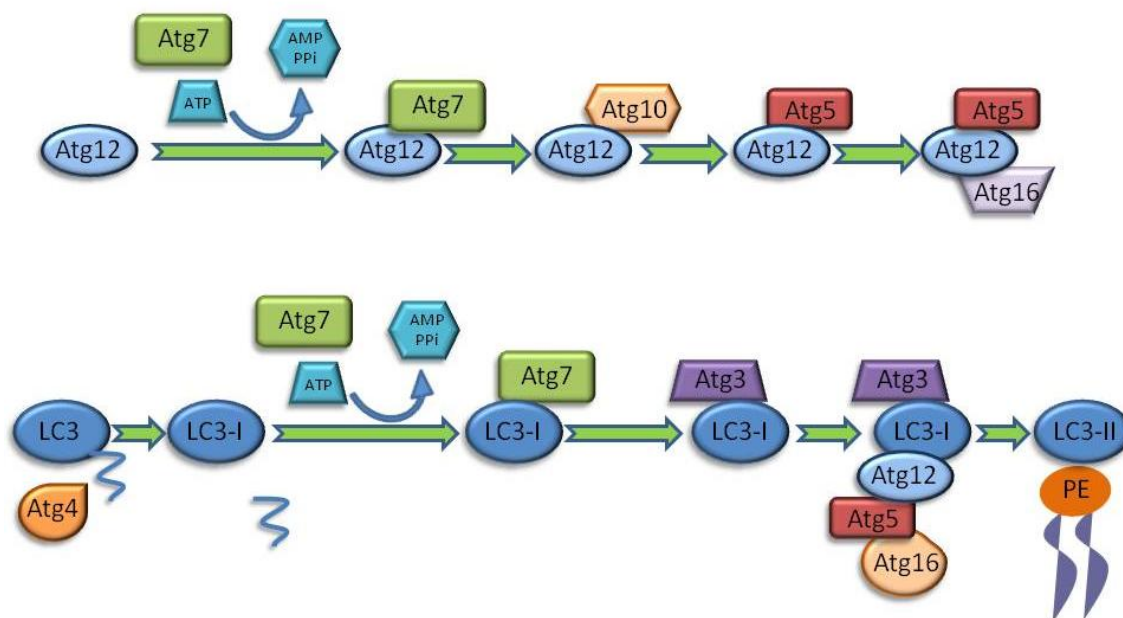 Atg7
AMP
PPi
ATP
Atg12
Atg7
Atg12
Atg10
Atg12
Atg5
Atg12
Atg5
Atg12
Atg16
Atg7
AMP
PPi
ATP
LC3
Atg4
LC3-I
Atg7
LC3-I
Atg3
LC3-I
Atg3
LC3-I
Atg12
Atg5
Atg16
LC3-II
PE